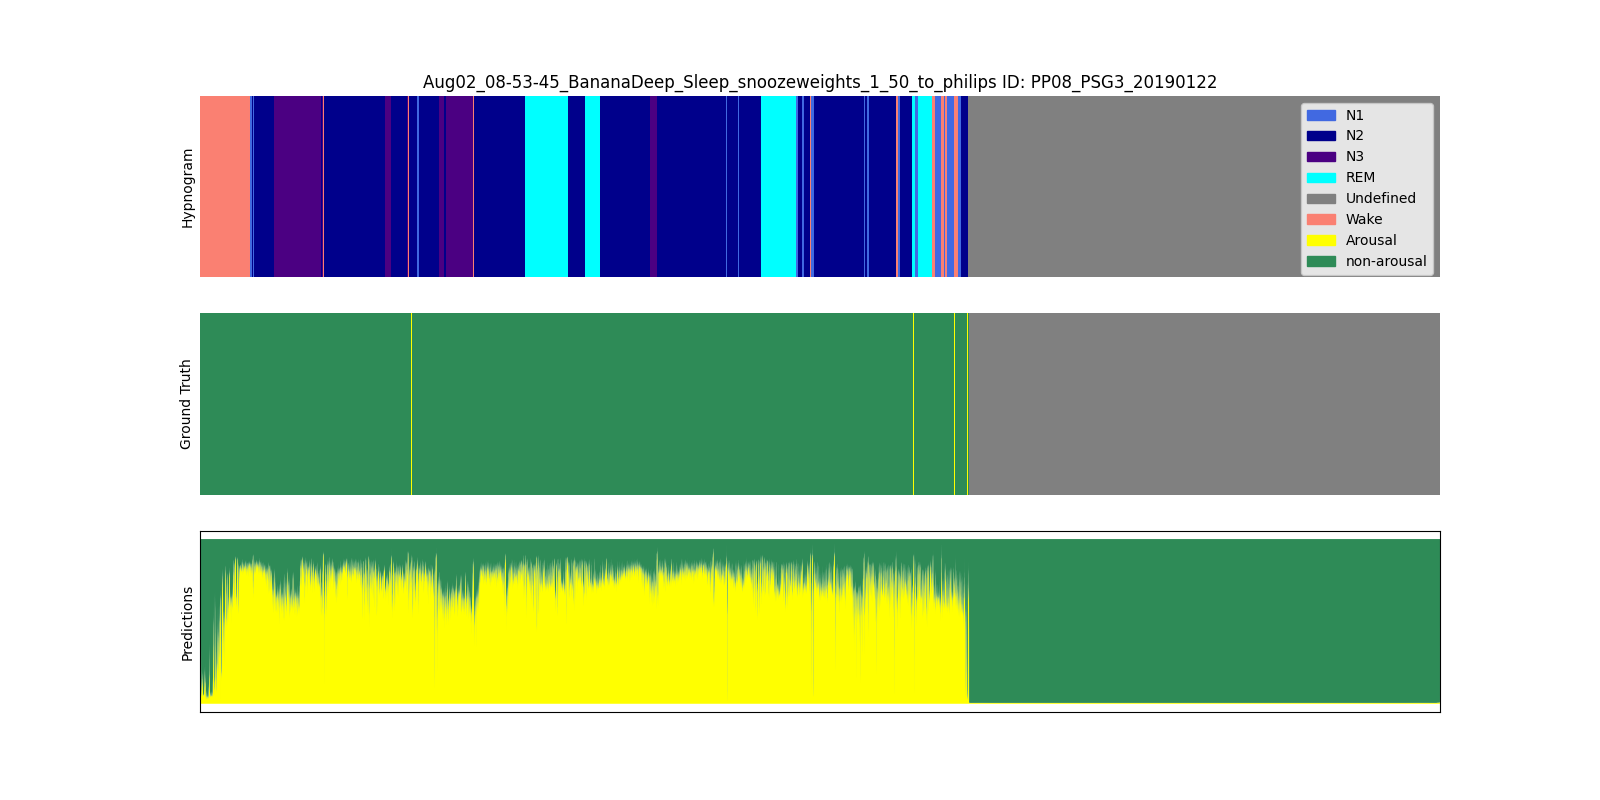 Aug02_08-53-45_BananaDeep_Sleep_snoozeweights_1_50_to_philips ID: PP08_PSG3_20190122
Hypnogram
N1
N2
N3
REM
Undefined
Wake
Arousal
non-arousal
Ground Truth
Predictions